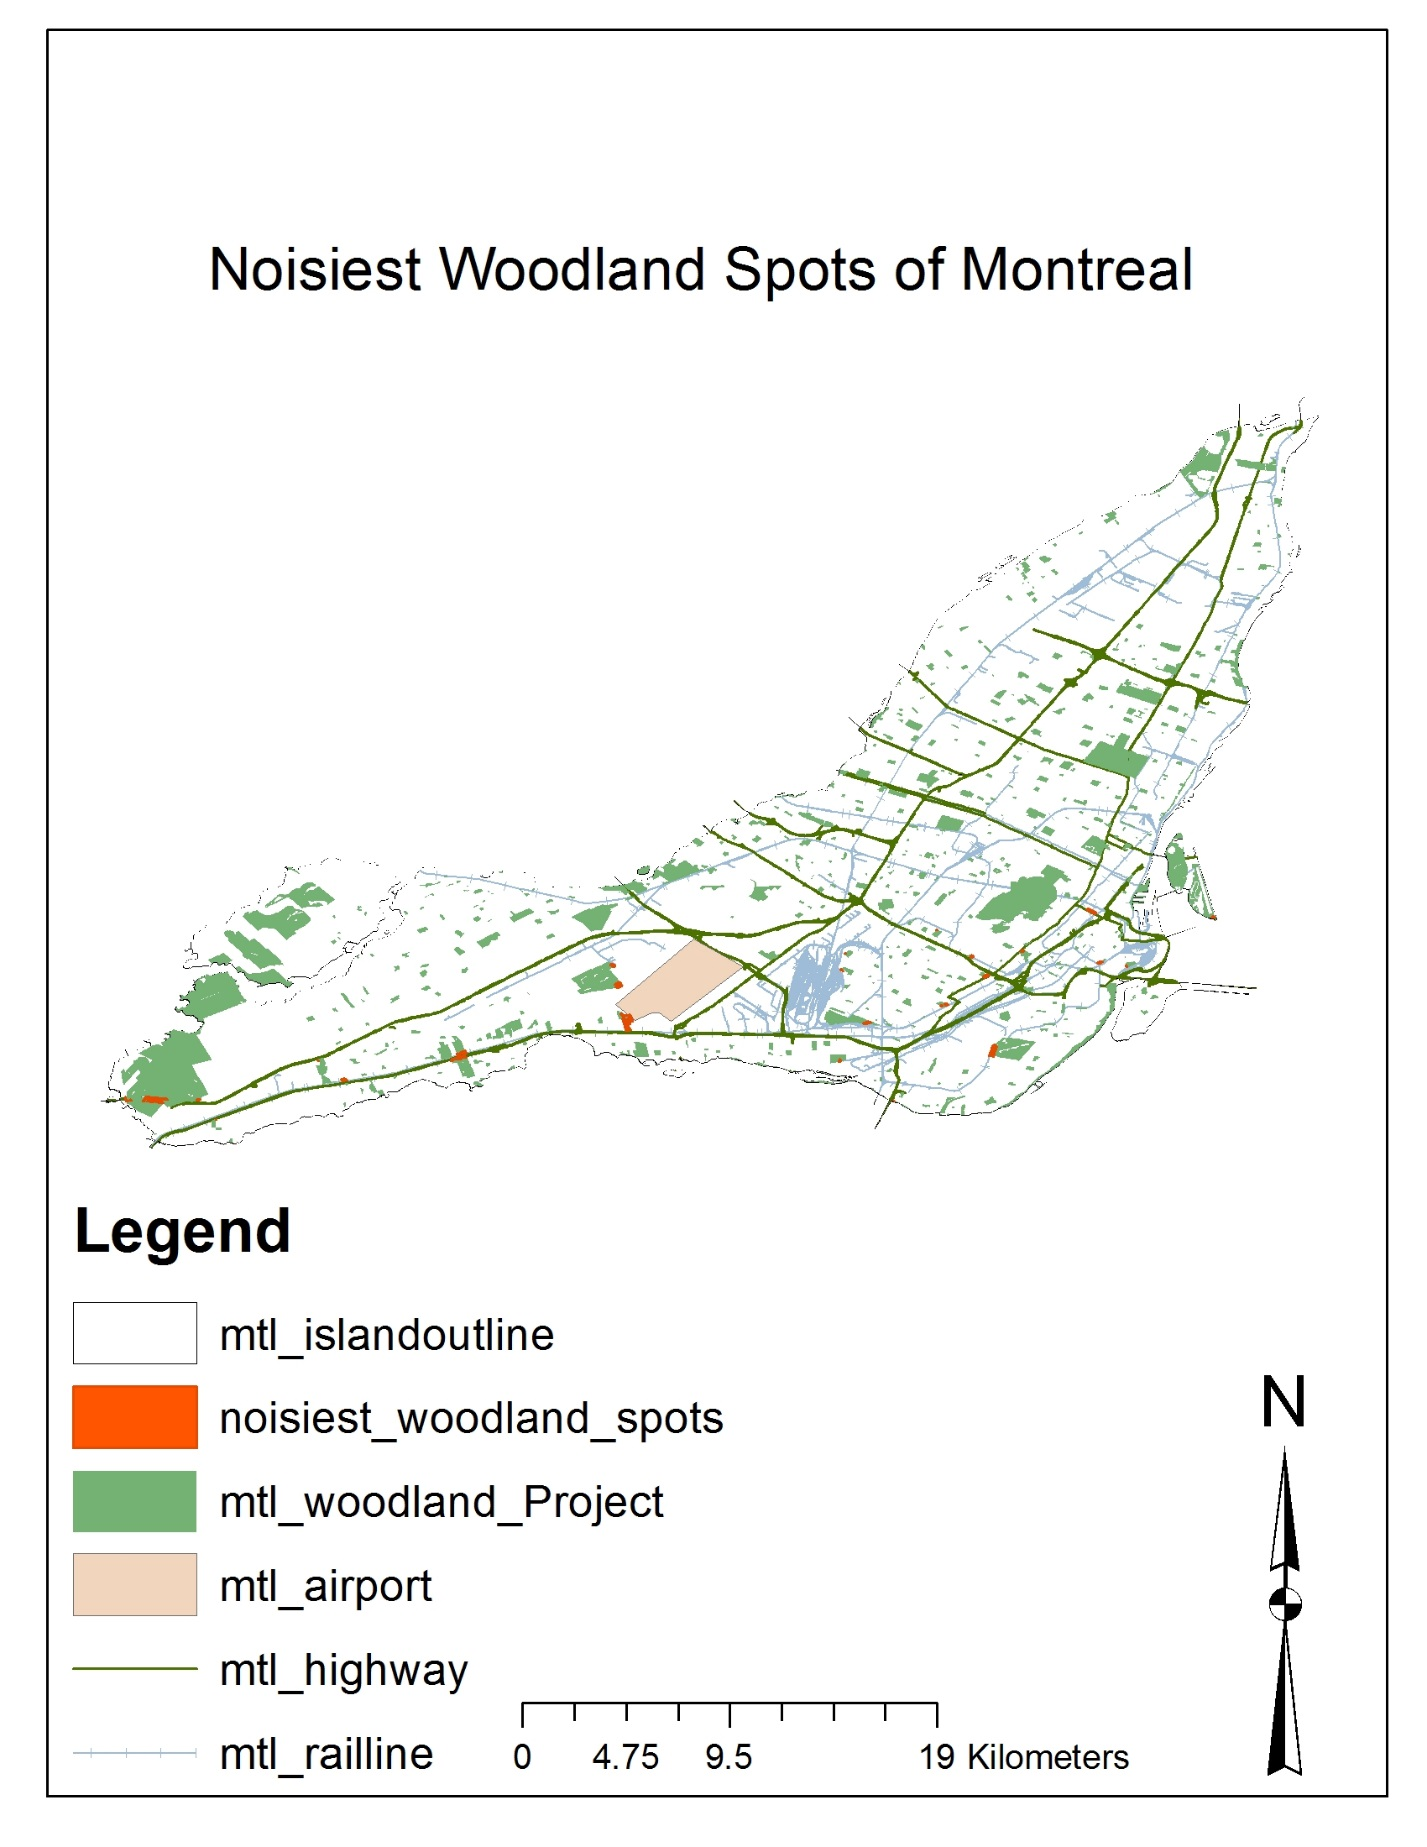 Noisiest Woodland Spots of Montreal
Legend
mtl_islandoutline
noisiest_woodland_spots
mtl_woodland_Project
mtl_airport
mtl_highway
mtl_railline
N
0 4.75 9.5 19 Kilometers